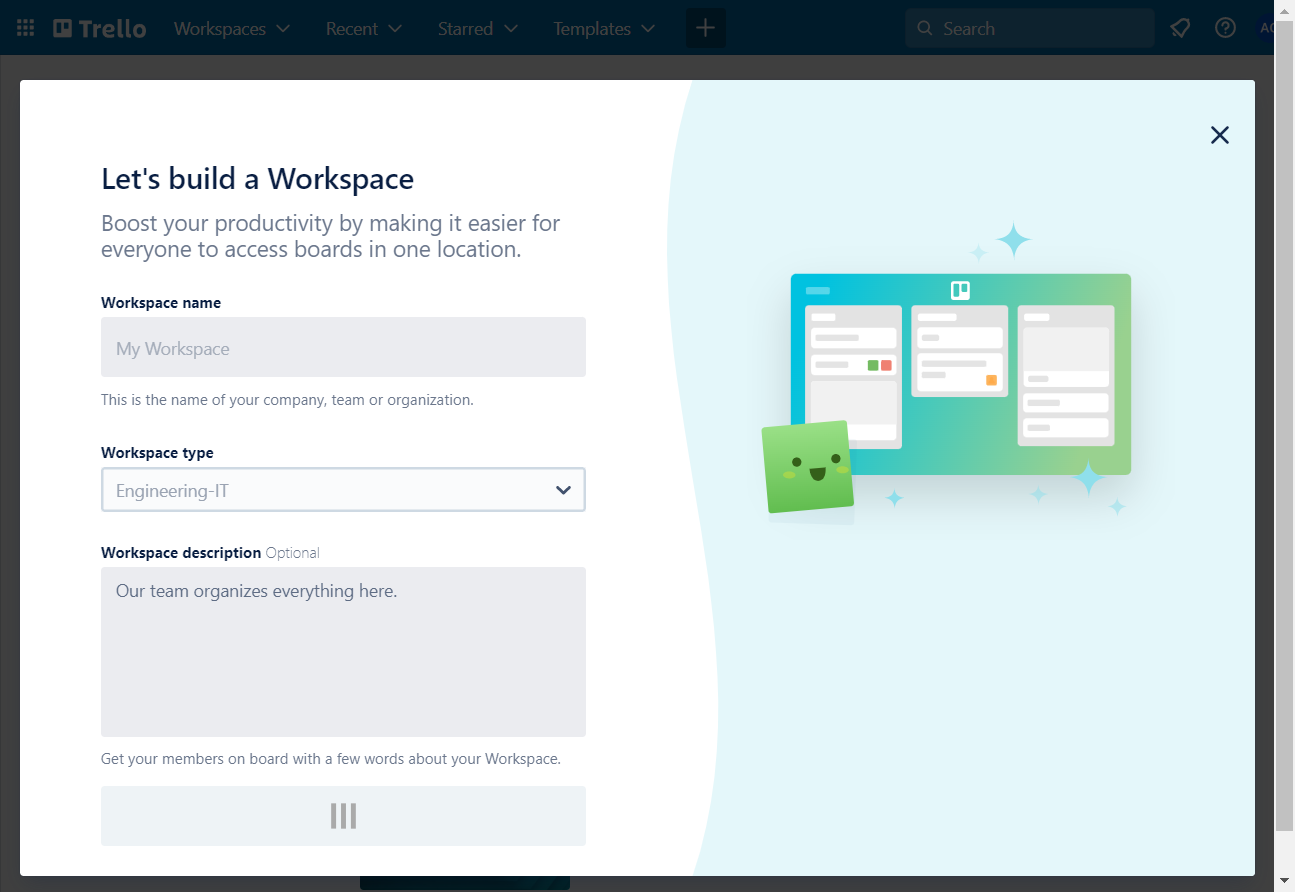 Trello
Workspaces
Recent
Starred
Templates
Search
Let's build a Workspace
Boost your productivity by making it easier for
everyone to access boards in one location.
Workspace name
My Workspace
This is the name of your company, team or organization.
Workspace type
Engineering-IT
Workspace description Optional
Our team organizes everything here.
Get your members on board with a few words about your Workspace.